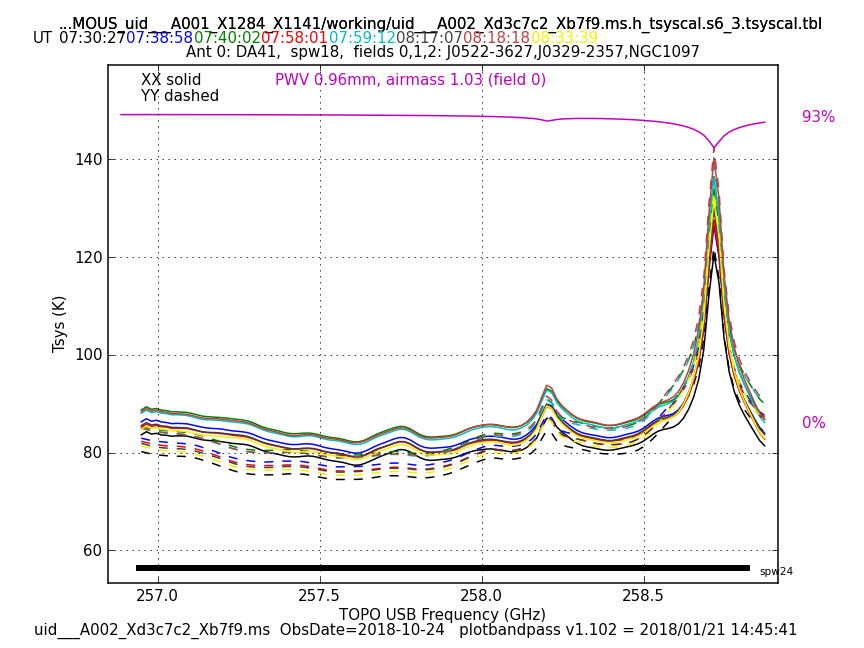 ...MOUS_uid___A001_X1284_X1141/working/uid___A002_Xd3c7c2_Xb7f9.ms.h_tsyscal.s6_3.tsyscal.tbl
UT 07:30:27 07:38:58 07:40:02 07:58:01 07:59:12 08:17:07 08:18:18 08:33:39
Ant 0: DA41, spw18, fields 0,1,2: J0522-3627,J0329-2357,NGC1097
XX solid PWV 0.96mm, airmass 1.03 (field 0)
YY dashed
93%
140
120
100
80
60
0%
Tsys (K)
spw24
257.0 257.5 258.0 258.5
TOPO USB Frequency (GHz)
uid___A002_Xd3c7c2_Xb7f9.ms ObsDate=2018-10-24 plotbandpass v1.102 = 2018/01/21 14:45:41